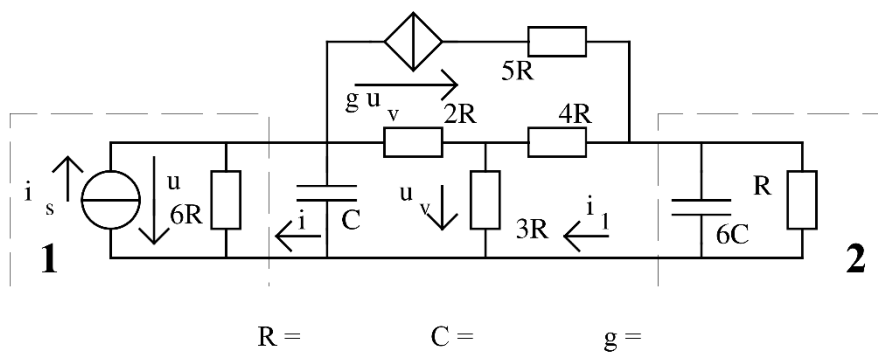 5R
g u v
2R
4R
i s
u
6R
i
C
u v
3R
i 1
6C
R
1
2
R =
C =
g =